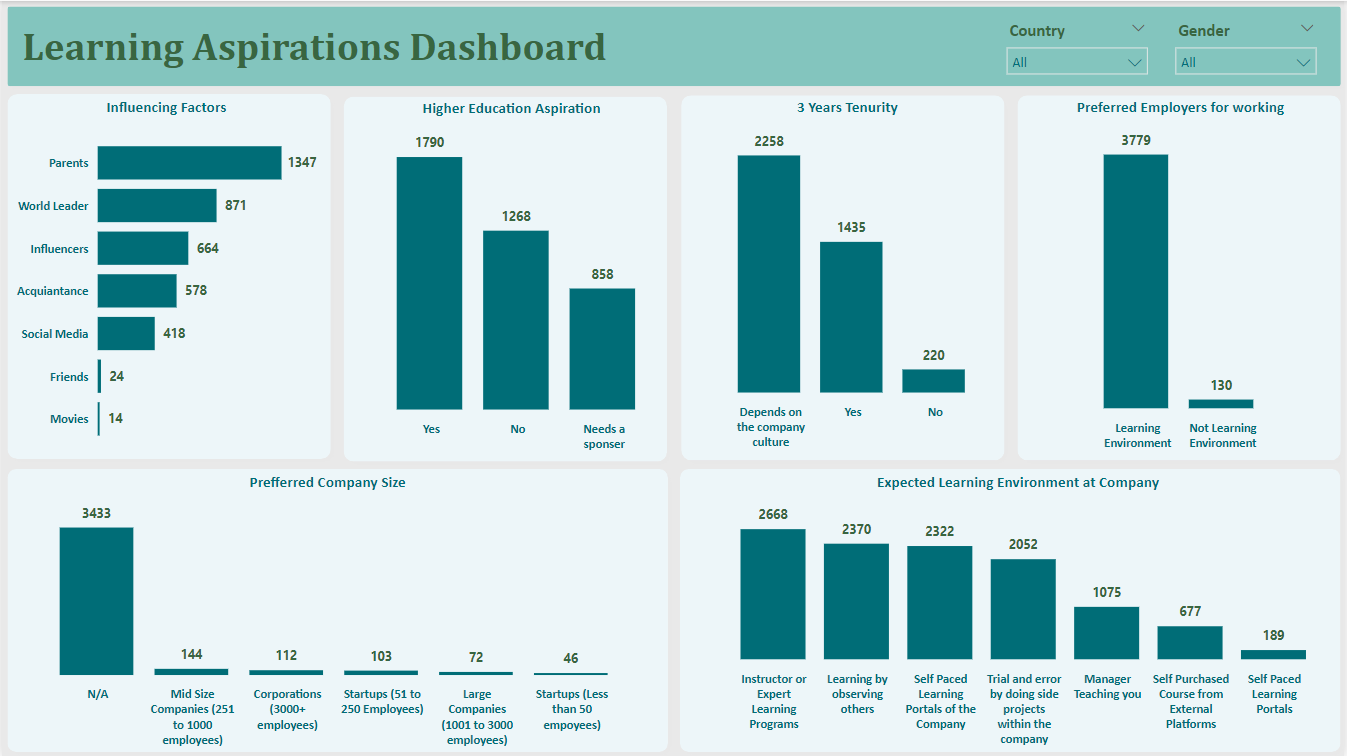 Learning Aspirations Dashboard
Country
All
Gender
All
Influencing Factors
Parents
1347
World Leader
871
Influencers
664
Acquiantance
578
Social Media
418
Friends
24
Movies
14
Higher Education Aspiration
1790
1268
858
Yes
No
Needs a
sponser
3 Years Tenurity
2258
1435
220
Depends on
the company
culture
Yes
No
Preferred Employers for working
3779
130
Learning
Environment
Not Learning
Environment
Prefferred Company Size
3433
144
112
103
72
46
N/A
Mid Size
Companies (251
to 1000
employees)
Corporations
(3000+
employees)
Startups (51 to
250 Employees)
Large
Companies
(1001 to 3000
employees)
Startups (Less
than 50
empoyees)
Expected Learning Environment at Company
2668
2370
2322
2052
1075
677
189
Instructor or
Expert
Learning
Programs
Learning by
observing
others
Self Paced
Learning
Portals of the
Company
Trial and error
by doing side
projects
within the
company
Manager
Teaching you
Self Purchased
Course from
External
Platforms
Self Paced
Learning
Portals